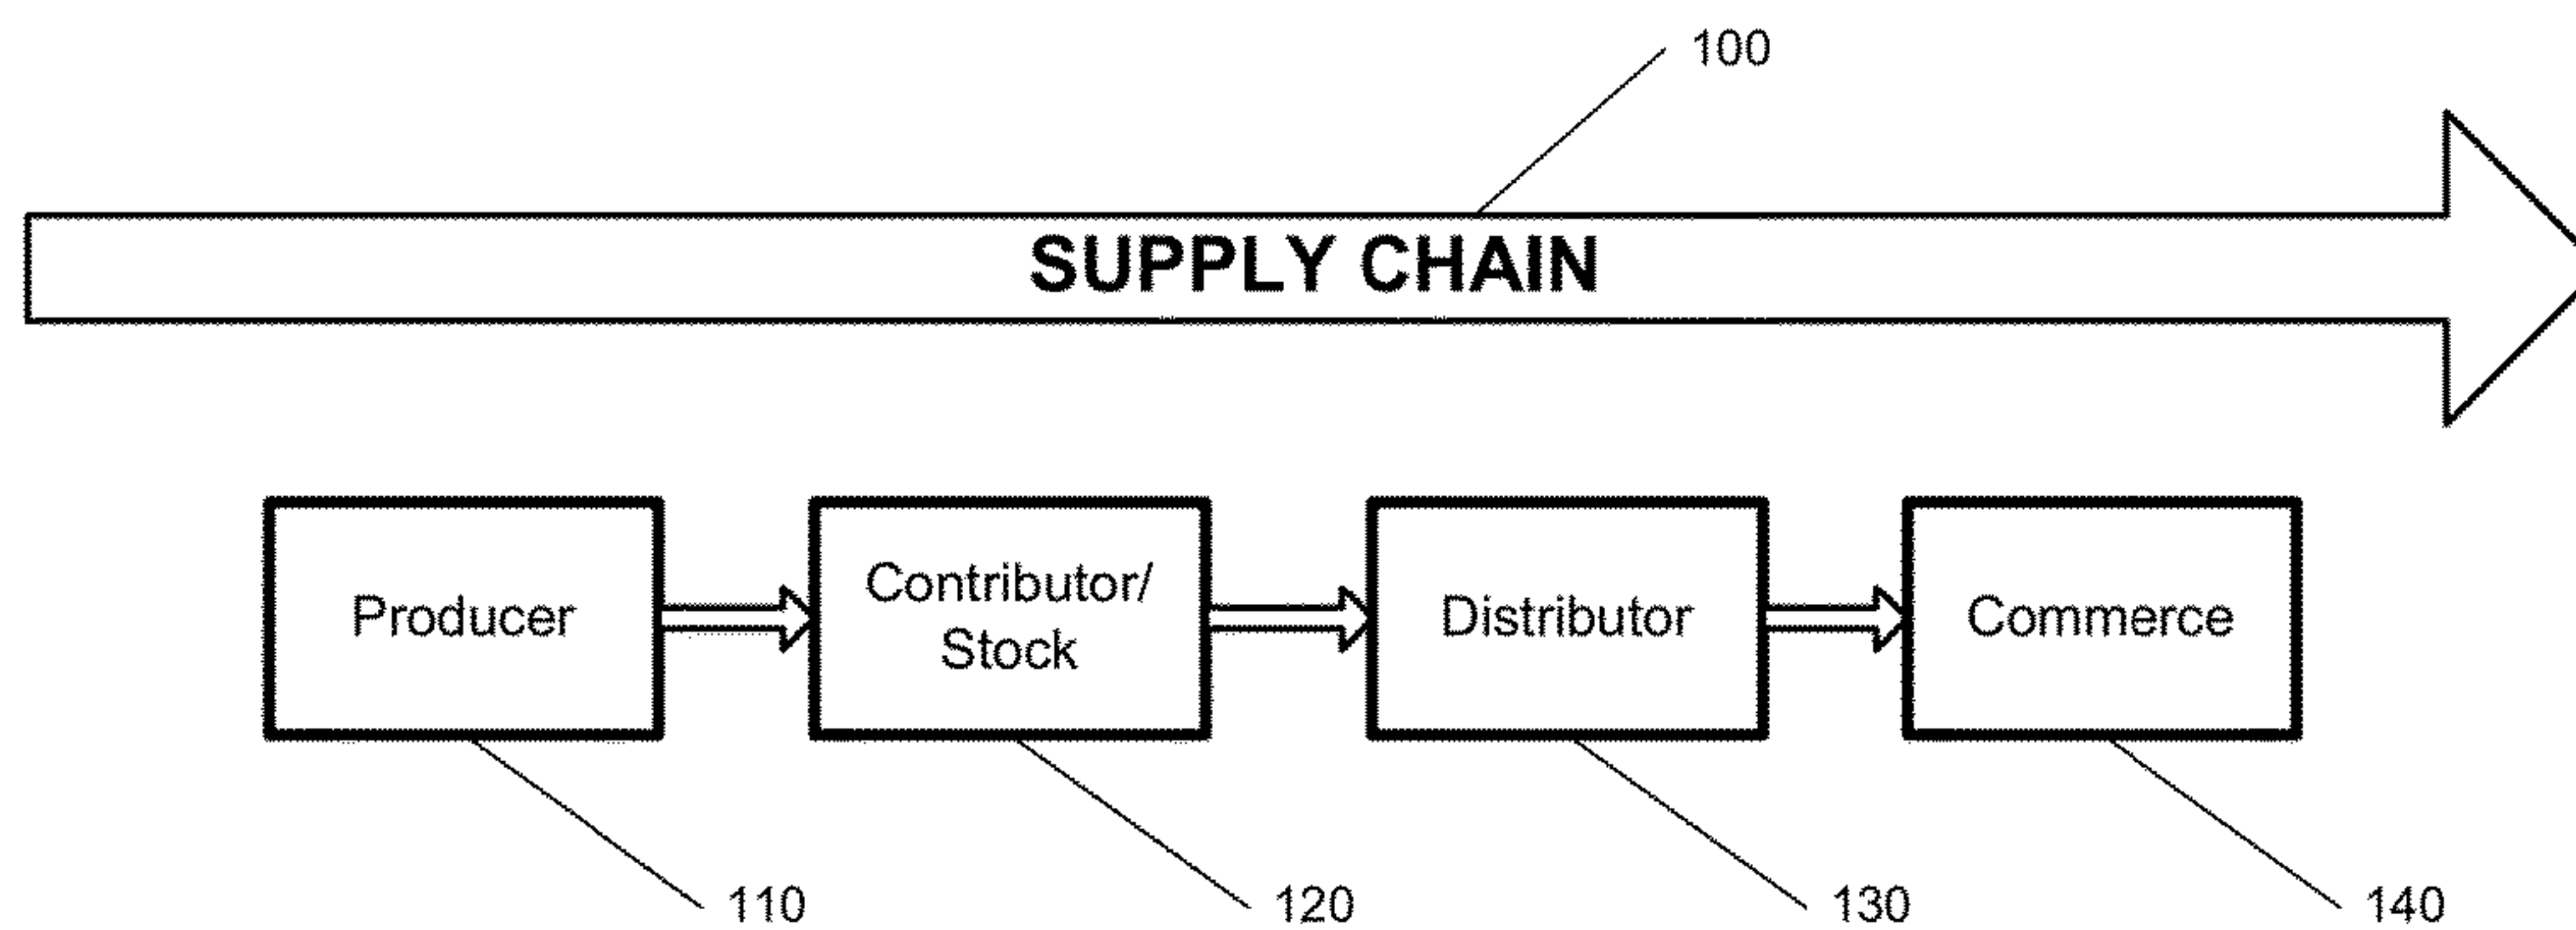 100
SUPPLY CHAIN
Producer
Contributor/
Stock
Distributor
Commerce
110
120
130
140